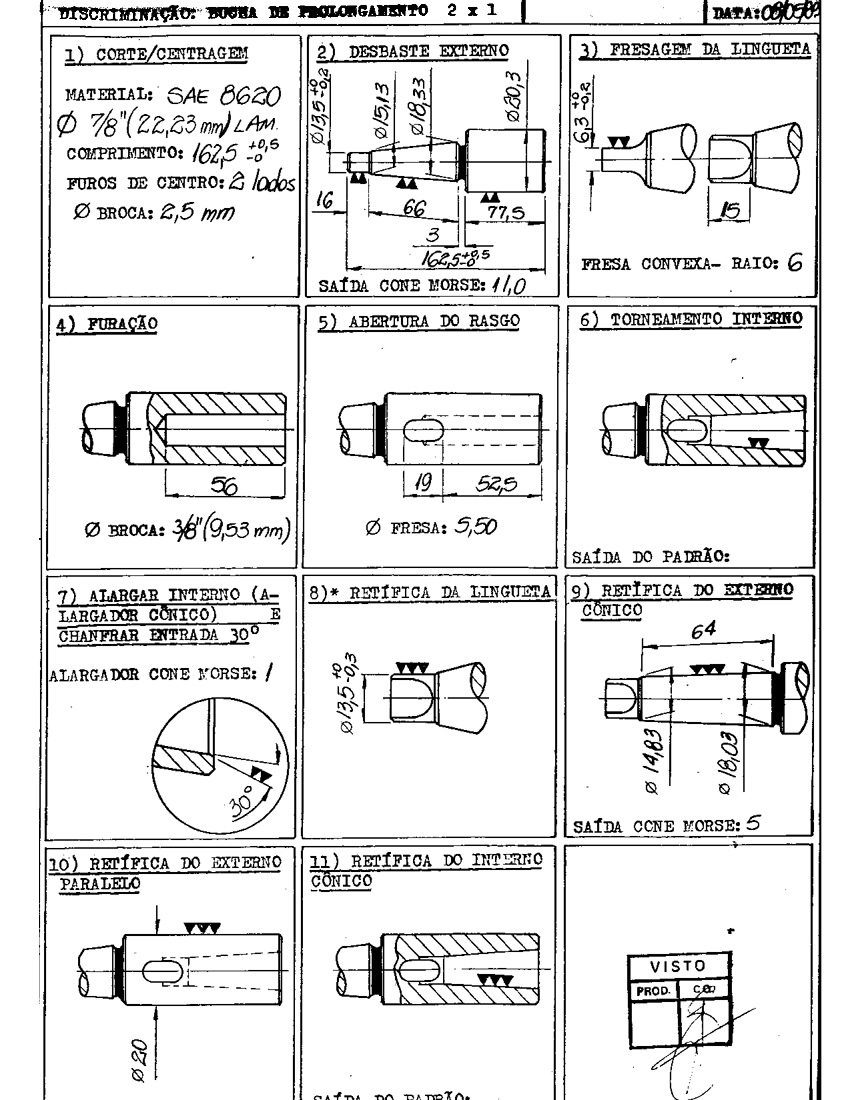 DISCRIMINAÇÃO: BUCHA DE PROLONGAMENTO 2 x 1
DATA: 08/05/
1) CORTE/CENTRAGEM
MATERIAL: SAE 8620
Ø 7/8" (22,23 mm) LAM.
COMPRIMENTO: 162,5 +0,5 -0
FUROS DE CENTRO: 2 lados
Ø BROCA: 2,5 mm
2) DESBASTE EXTERNO
Ø13,5 +0 -0,2
Ø15,13
Ø18,33
Ø20,3
16
66
77,5
3
162,5 +0,5 -0
SAÍDA CONE MORSE: 11,0
3) FRESAGEM DA LINGUETA
6,3 +0 -0,2
15
FRESA CONVEXA- RAIO: 6
4) FURAÇÃO
56
Ø BROCA: 3/8" (9,53 mm)
5) ABERTURA DO RASGO
19
52,5
Ø FRESA: 5,50
6) TORNEAMENTO INTERNO
SAÍDA DO PADRÃO:
7) ALARGAR INTERNO (A-
LARGADOR CÔNICO) E
CHANFRAR ENTRADA 30°
ALARGADOR CONE MORSE: 1
30°
8)* RETÍFICA DA LINGUETA
Ø13,5 +0 -0,3
9) RETÍFICA DO EXTERNO
CÔNICO
64
Ø 14,83
Ø 18,03
SAÍDA CONE MORSE: 5
10) RETÍFICA DO EXTERNO
PARALELO
Ø 20
11) RETÍFICA DO INTERNO
CÔNICO
SAÍDA DO PADRÃO:
VISTO
PROD.